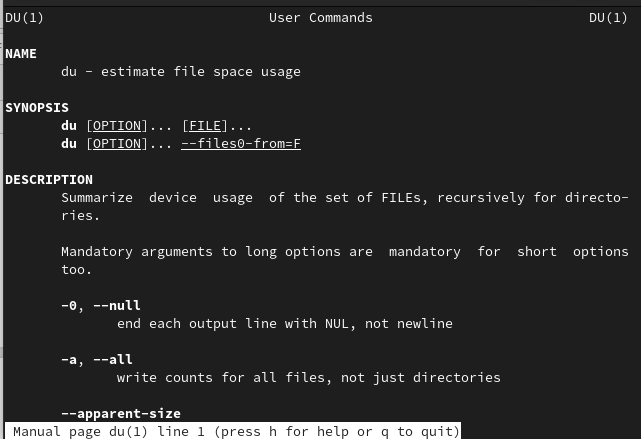 DU(1) User Commands DU(1)
NAME
du - estimate file space usage
SYNOPSIS
du [OPTION]... [FILE]...
du [OPTION]... --files0-from=F
DESCRIPTION
Summarize device usage of the set of FILEs, recursively for directo-
ries.
Mandatory arguments to long options are mandatory for short options
too.
-0, --null
end each output line with NUL, not newline
-a, --all
write counts for all files, not just directories
--apparent-size
Manual page du(1) line 1 (press h for help or q to quit)